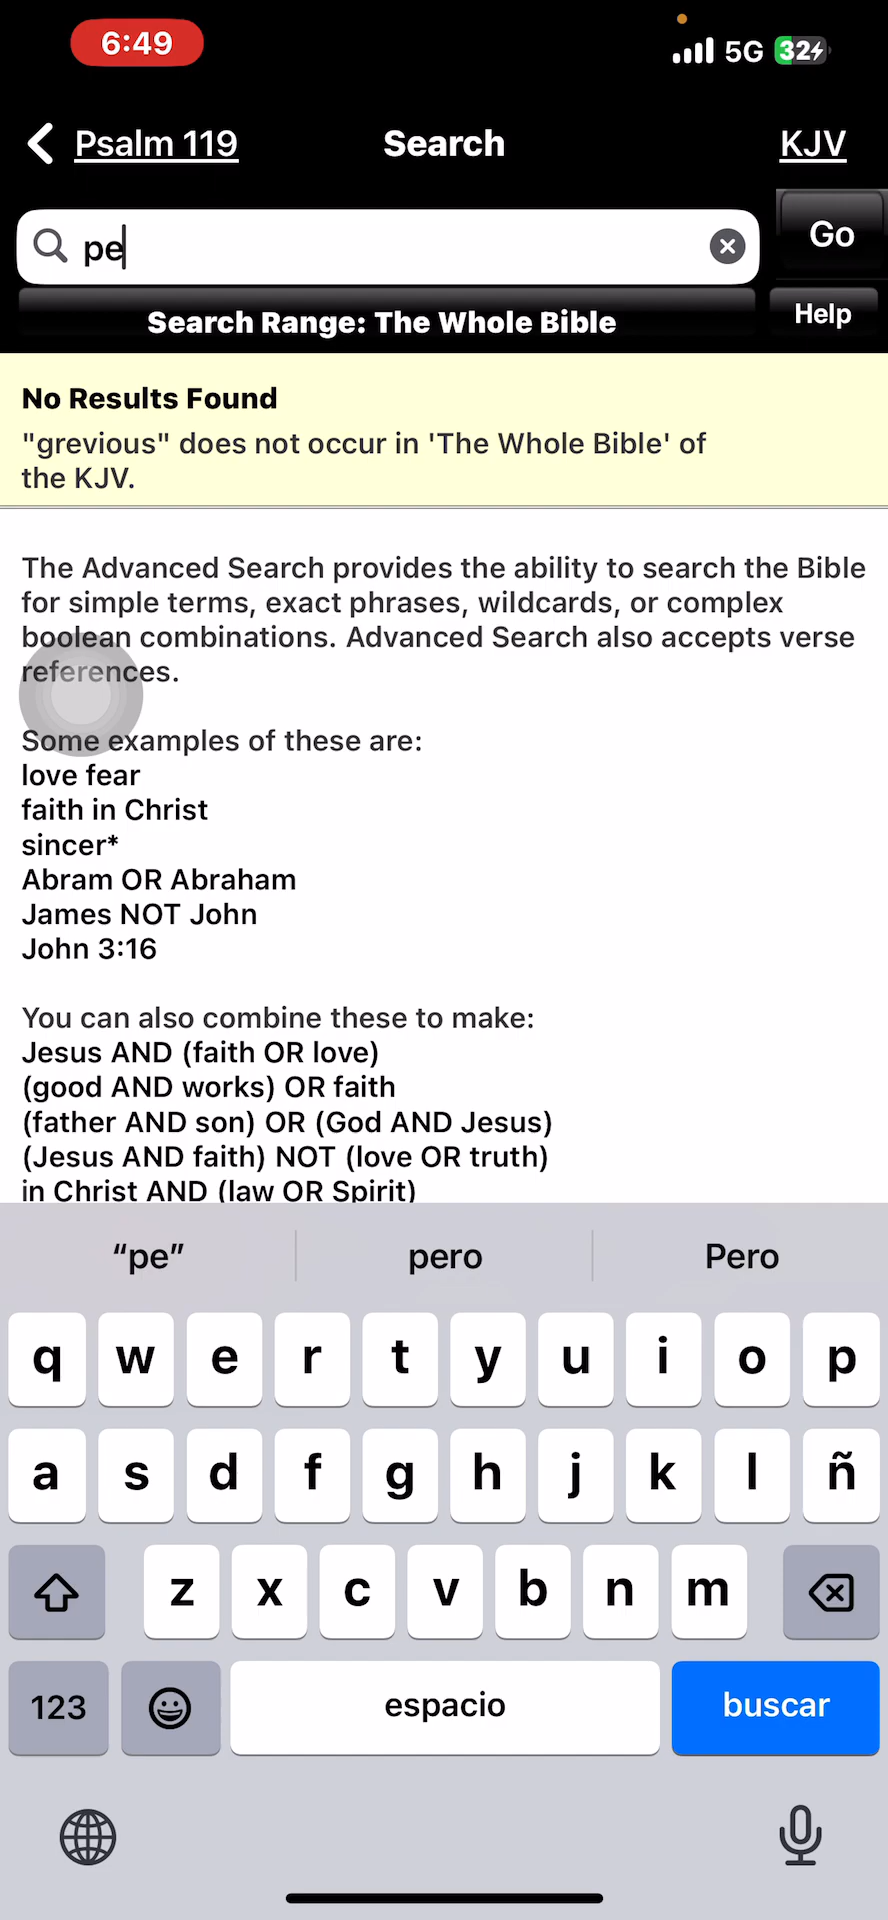 6:49
5G 32
Psalm 119 Search KJV
pe Go
Search Range: The Whole Bible Help
No Results Found
"grevious" does not occur in 'The Whole Bible' of
the KJV.
The Advanced Search provides the ability to search the Bible
for simple terms, exact phrases, wildcards, or complex
boolean combinations. Advanced Search also accepts verse
references.
Some examples of these are:
love fear
faith in Christ
sincer*
Abram OR Abraham
James NOT John
John 3:16
You can also combine these to make:
Jesus AND (faith OR love)
(good AND works) OR faith
(father AND son) OR (God AND Jesus)
(Jesus AND faith) NOT (love OR truth)
in Christ AND (law OR Spirit)
“pe” pero Pero
q w e r t y u i o p
a s d f g h j k l ñ
z x c v b n m
123 espacio buscar